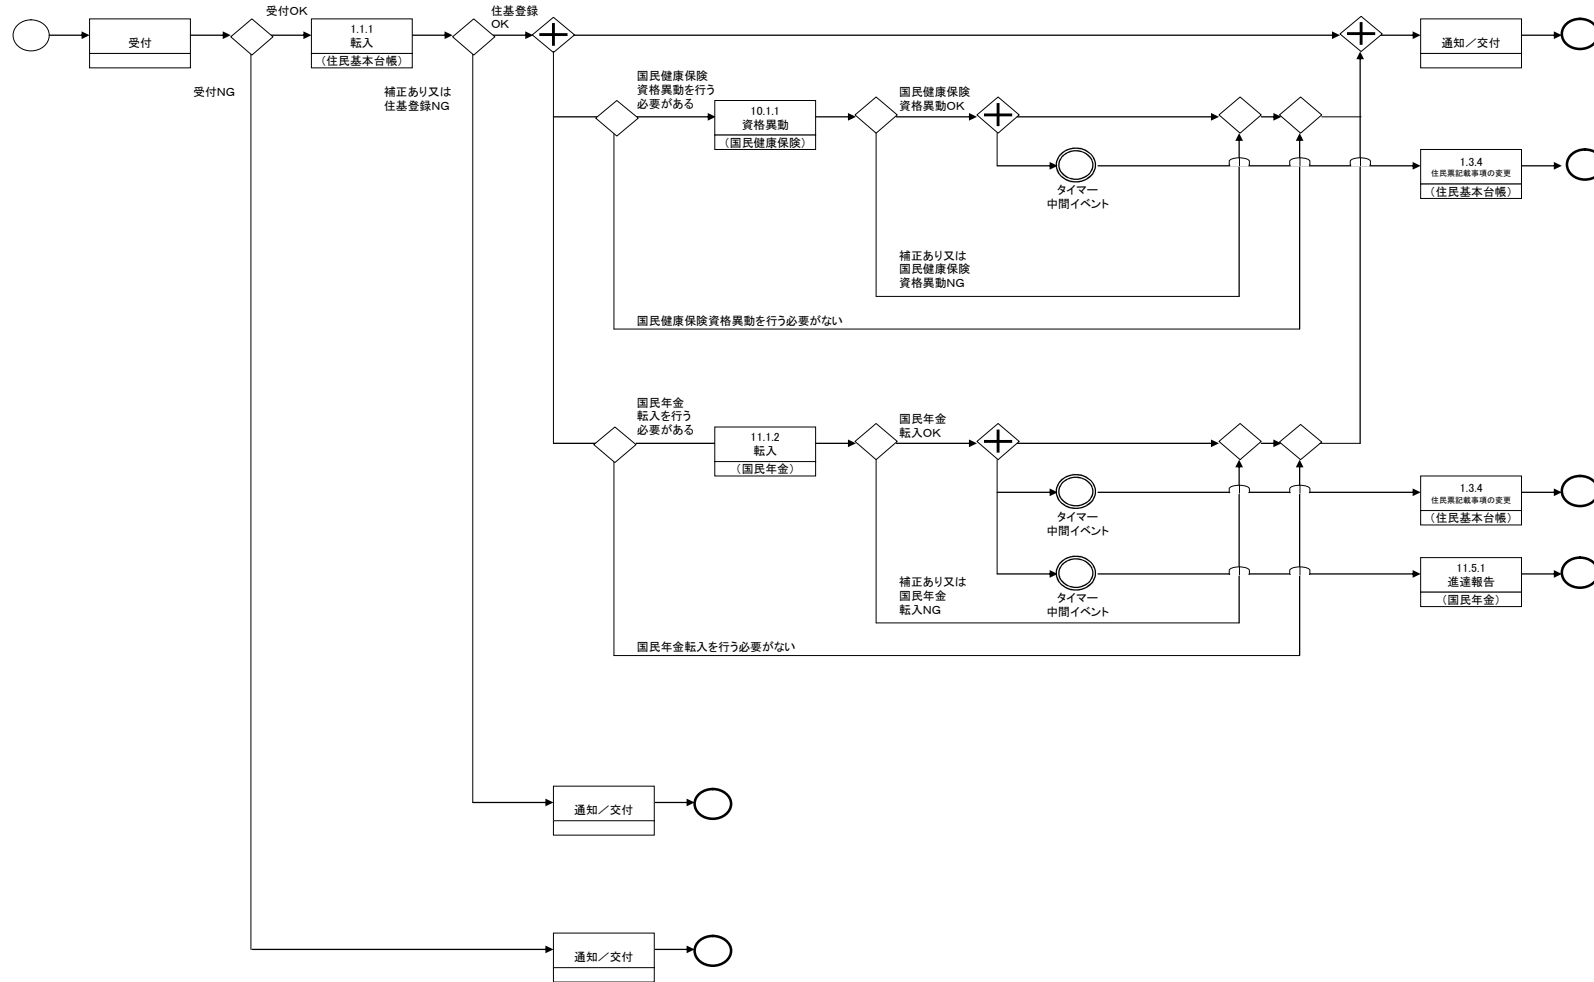 受付
受付OK
受付NG
1.1.1
転入
（住民基本台帳）
住基登録
OK
補正あり又は
住基登録NG
通知／交付
国民健康保険
資格異動を行う
必要がある
10.1.1
資格異動
（国民健康保険）
国民健康保険
資格異動OK
タイマー
中間イベント
1.3.4
住民票記載事項の変更
（住民基本台帳）
補正あり又は
国民健康保険
資格異動NG
国民健康保険資格異動を行う必要がない
国民年金
転入を行う
必要がある
11.1.2
転入
（国民年金）
国民年金
転入OK
タイマー
中間イベント
1.3.4
住民票記載事項の変更
（住民基本台帳）
タイマー
中間イベント
11.5.1
進達報告
（国民年金）
補正あり又は
国民年金
転入NG
国民年金転入を行う必要がない
通知／交付
通知／交付